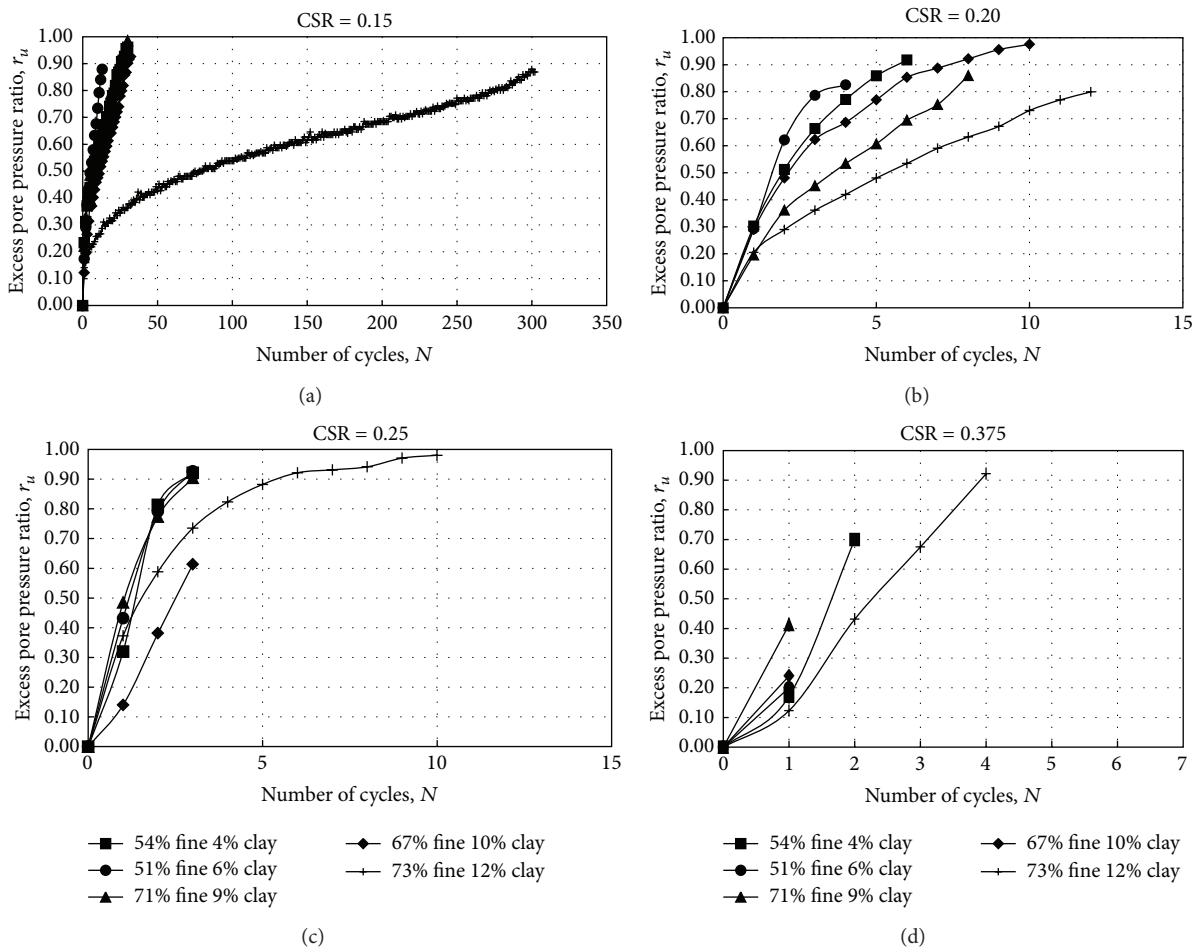 CSR = 0.15
Excess pore pressure ratio, r_u
1.00
0.90
0.80
0.70
0.60
0.50
0.40
0.30
0.20
0.10
0.00
0 50 100 150 200 250 300 350
Number of cycles, N
(a)
CSR = 0.20
Excess pore pressure ratio, r_u
1.00
0.90
0.80
0.70
0.60
0.50
0.40
0.30
0.20
0.10
0.00
0 5 10 15
Number of cycles, N
(b)
CSR = 0.25
Excess pore pressure ratio, r_u
1.00
0.90
0.80
0.70
0.60
0.50
0.40
0.30
0.20
0.10
0.00
0 5 10 15
Number of cycles, N
54% fine 4% clay
51% fine 6% clay
71% fine 9% clay
67% fine 10% clay
73% fine 12% clay
(c)
CSR = 0.375
Excess pore pressure ratio, r_u
1.00
0.90
0.80
0.70
0.60
0.50
0.40
0.30
0.20
0.10
0.00
0 1 2 3 4 5 6 7
Number of cycles, N
54% fine 4% clay
51% fine 6% clay
71% fine 9% clay
67% fine 10% clay
73% fine 12% clay
(d)